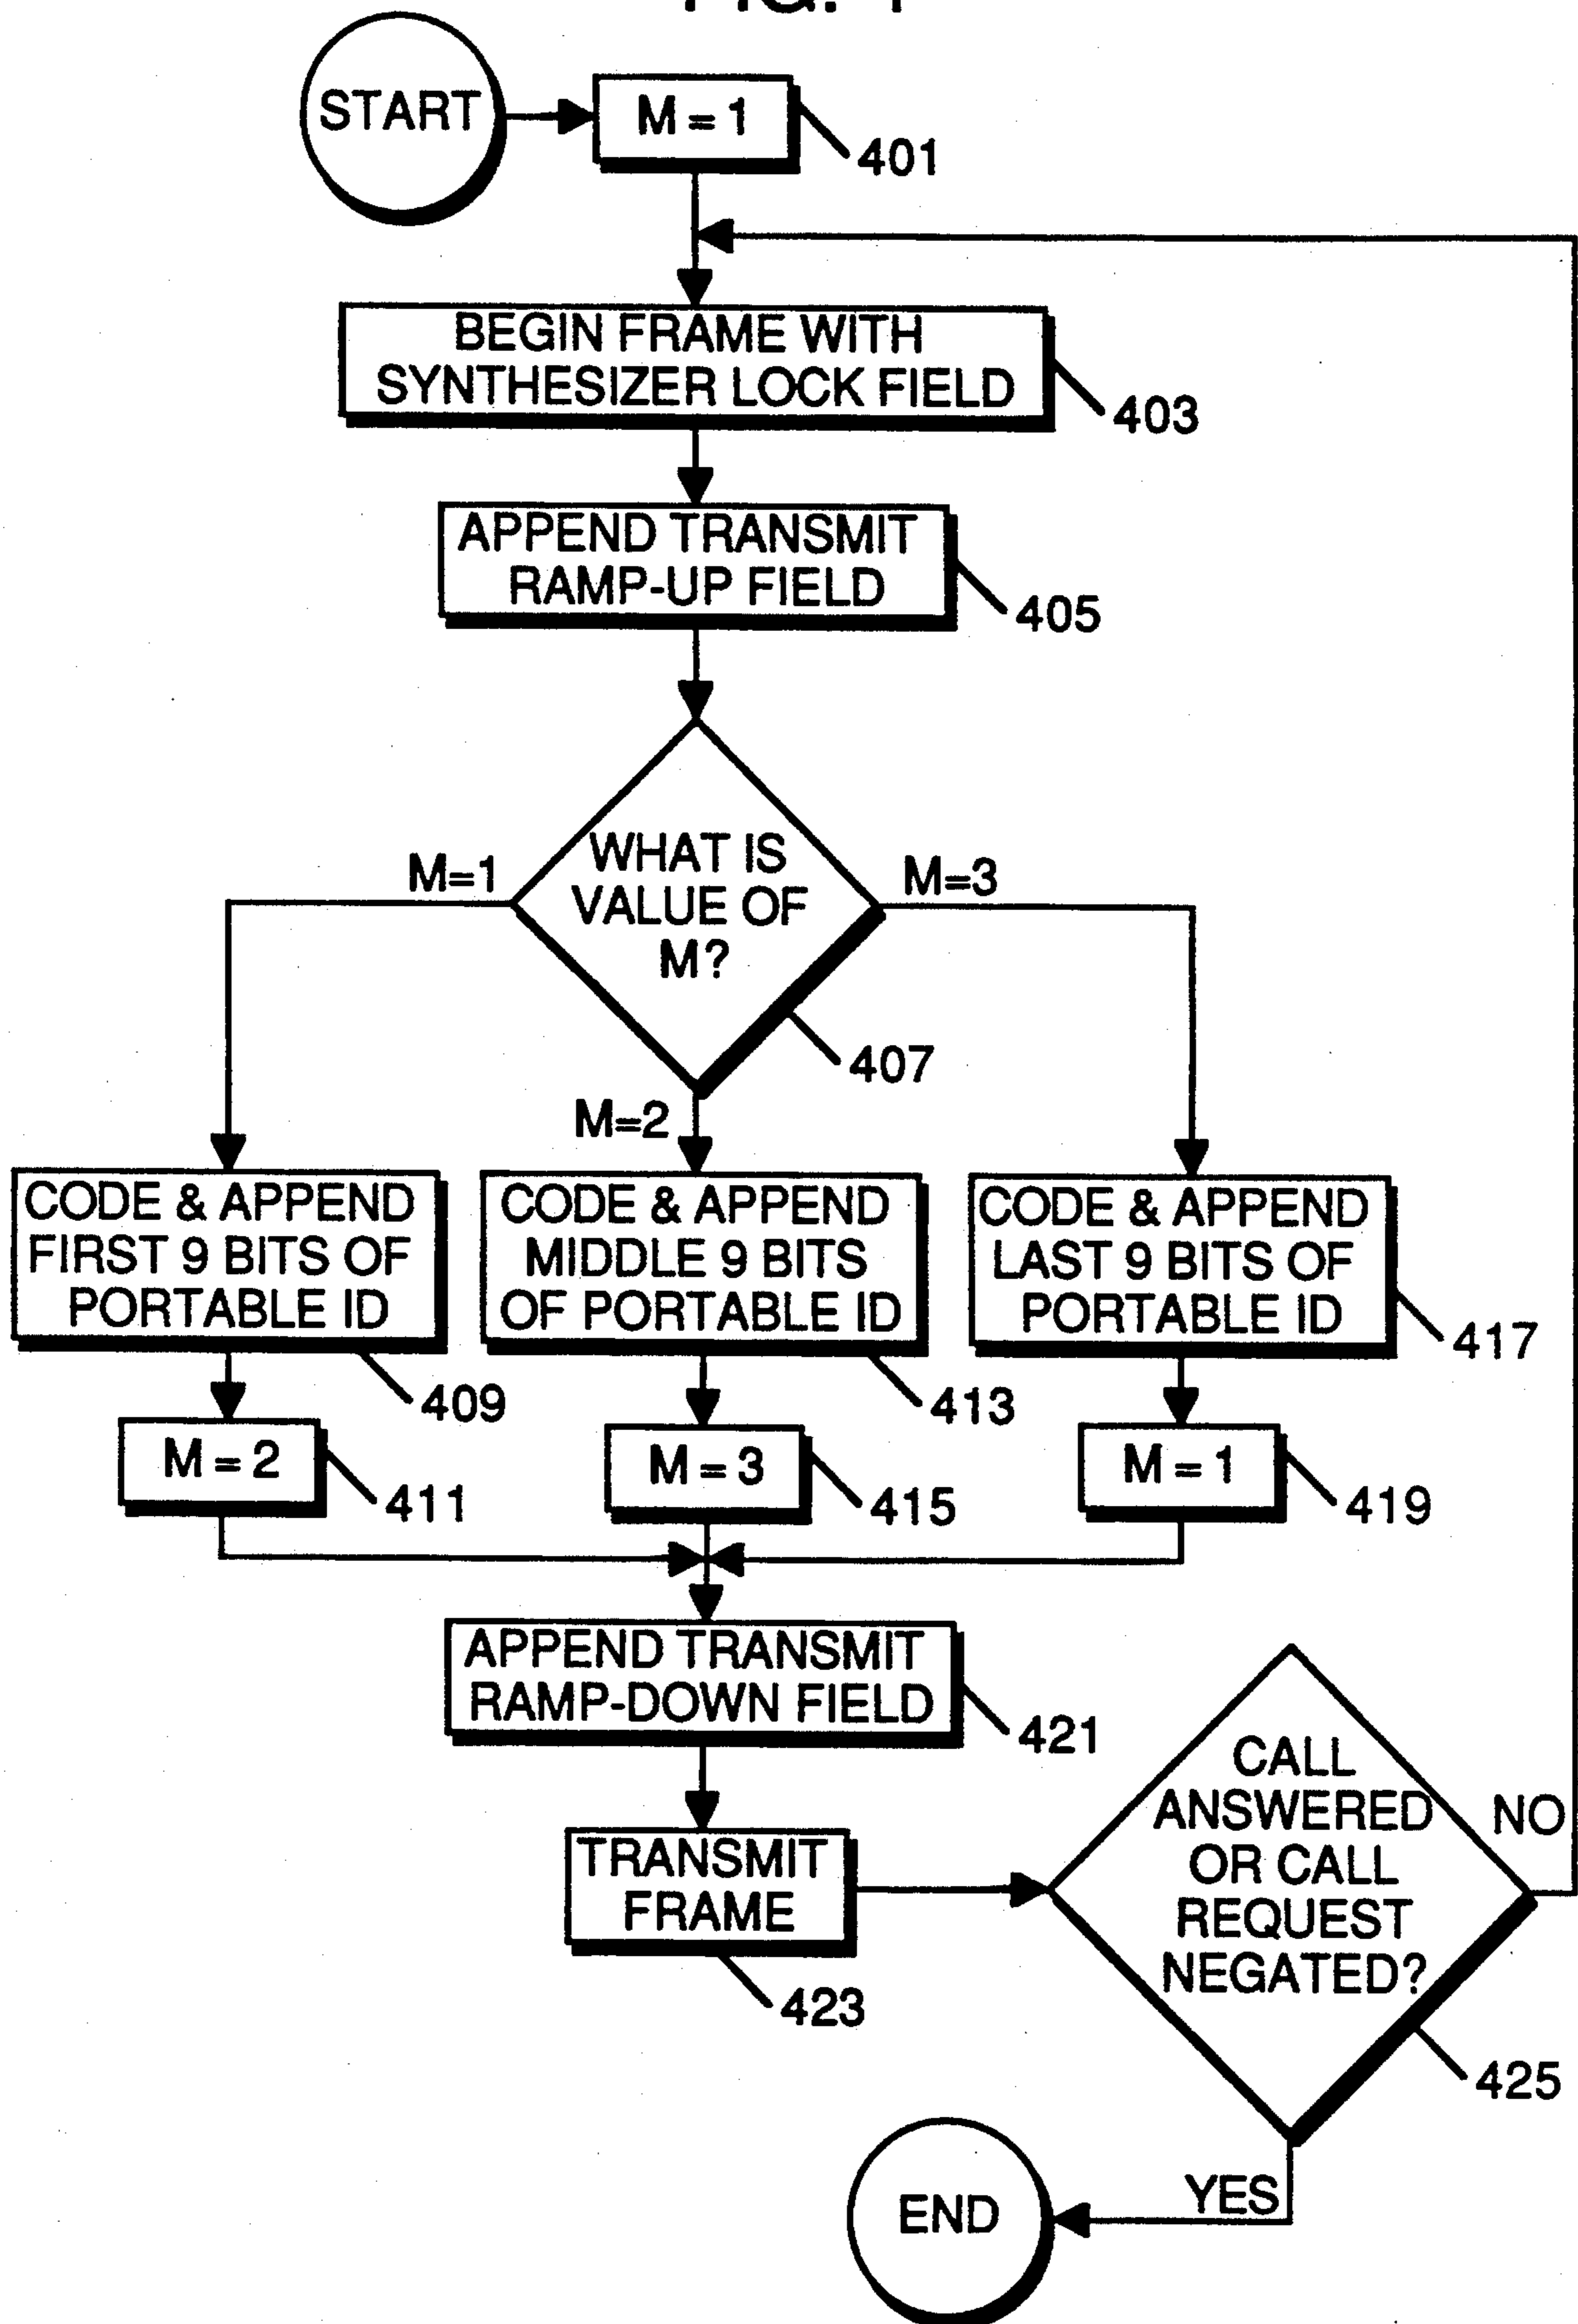 START
M = 1
401
BEGIN FRAME WITH
SYNTHESIZER LOCK FIELD
403
APPEND TRANSMIT
RAMP-UP FIELD
405
WHAT IS
VALUE OF
M?
407
M=1
M=3
M=2
CODE & APPEND
FIRST 9 BITS OF
PORTABLE ID
409
CODE & APPEND
MIDDLE 9 BITS
OF PORTABLE ID
413
CODE & APPEND
LAST 9 BITS OF
PORTABLE ID
417
M = 2
411
M = 3
415
M = 1
419
APPEND TRANSMIT
RAMP-DOWN FIELD
421
TRANSMIT
FRAME
423
CALL
ANSWERED
OR CALL
REQUEST
NEGATED?
425
NO
YES
END